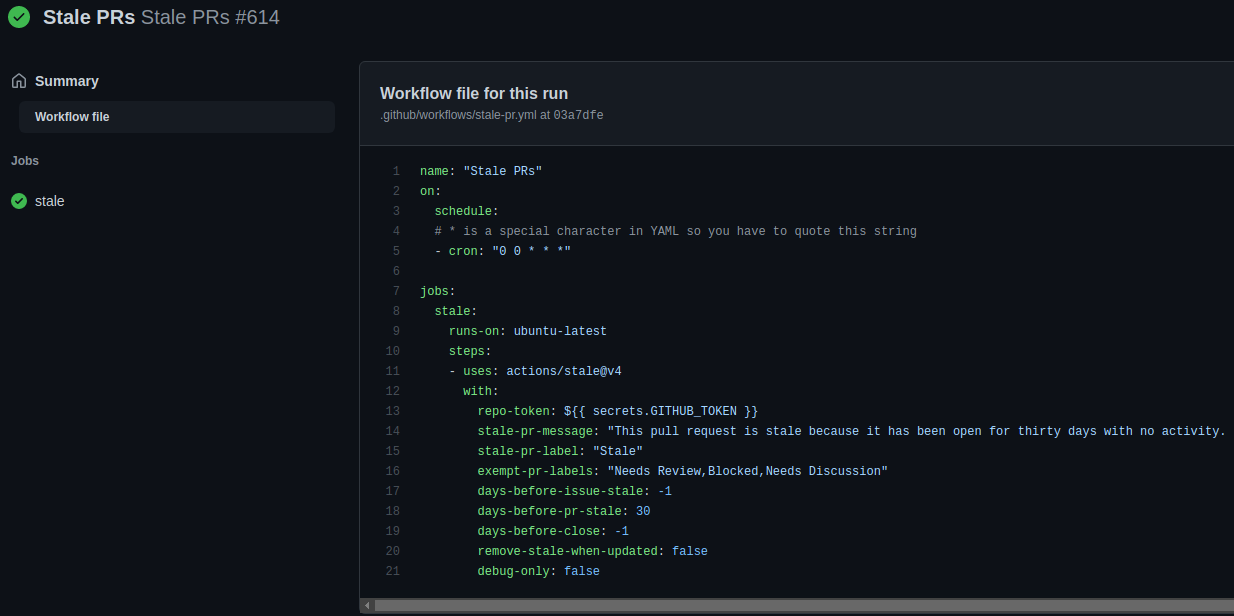 Stale PRs Stale PRs #614
Summary
Workflow file
Jobs
stale
Workflow file for this run
.github/workflows/stale-pr.yml at 03a7dfe
1 name: "Stale PRs"
2 on:
3 schedule:
4 # * is a special character in YAML so you have to quote this string
5 - cron: "0 0 * * *"
6
7 jobs:
8 stale:
9 runs-on: ubuntu-latest
10 steps:
11 - uses: actions/stale@v4
12 with:
13 repo-token: ${{ secrets.GITHUB_TOKEN }}
14 stale-pr-message: "This pull request is stale because it has been open for thirty days with no activity.
15 stale-pr-label: "Stale"
16 exempt-pr-labels: "Needs Review,Blocked,Needs Discussion"
17 days-before-issue-stale: -1
18 days-before-pr-stale: 30
19 days-before-close: -1
20 remove-stale-when-updated: false
21 debug-only: false